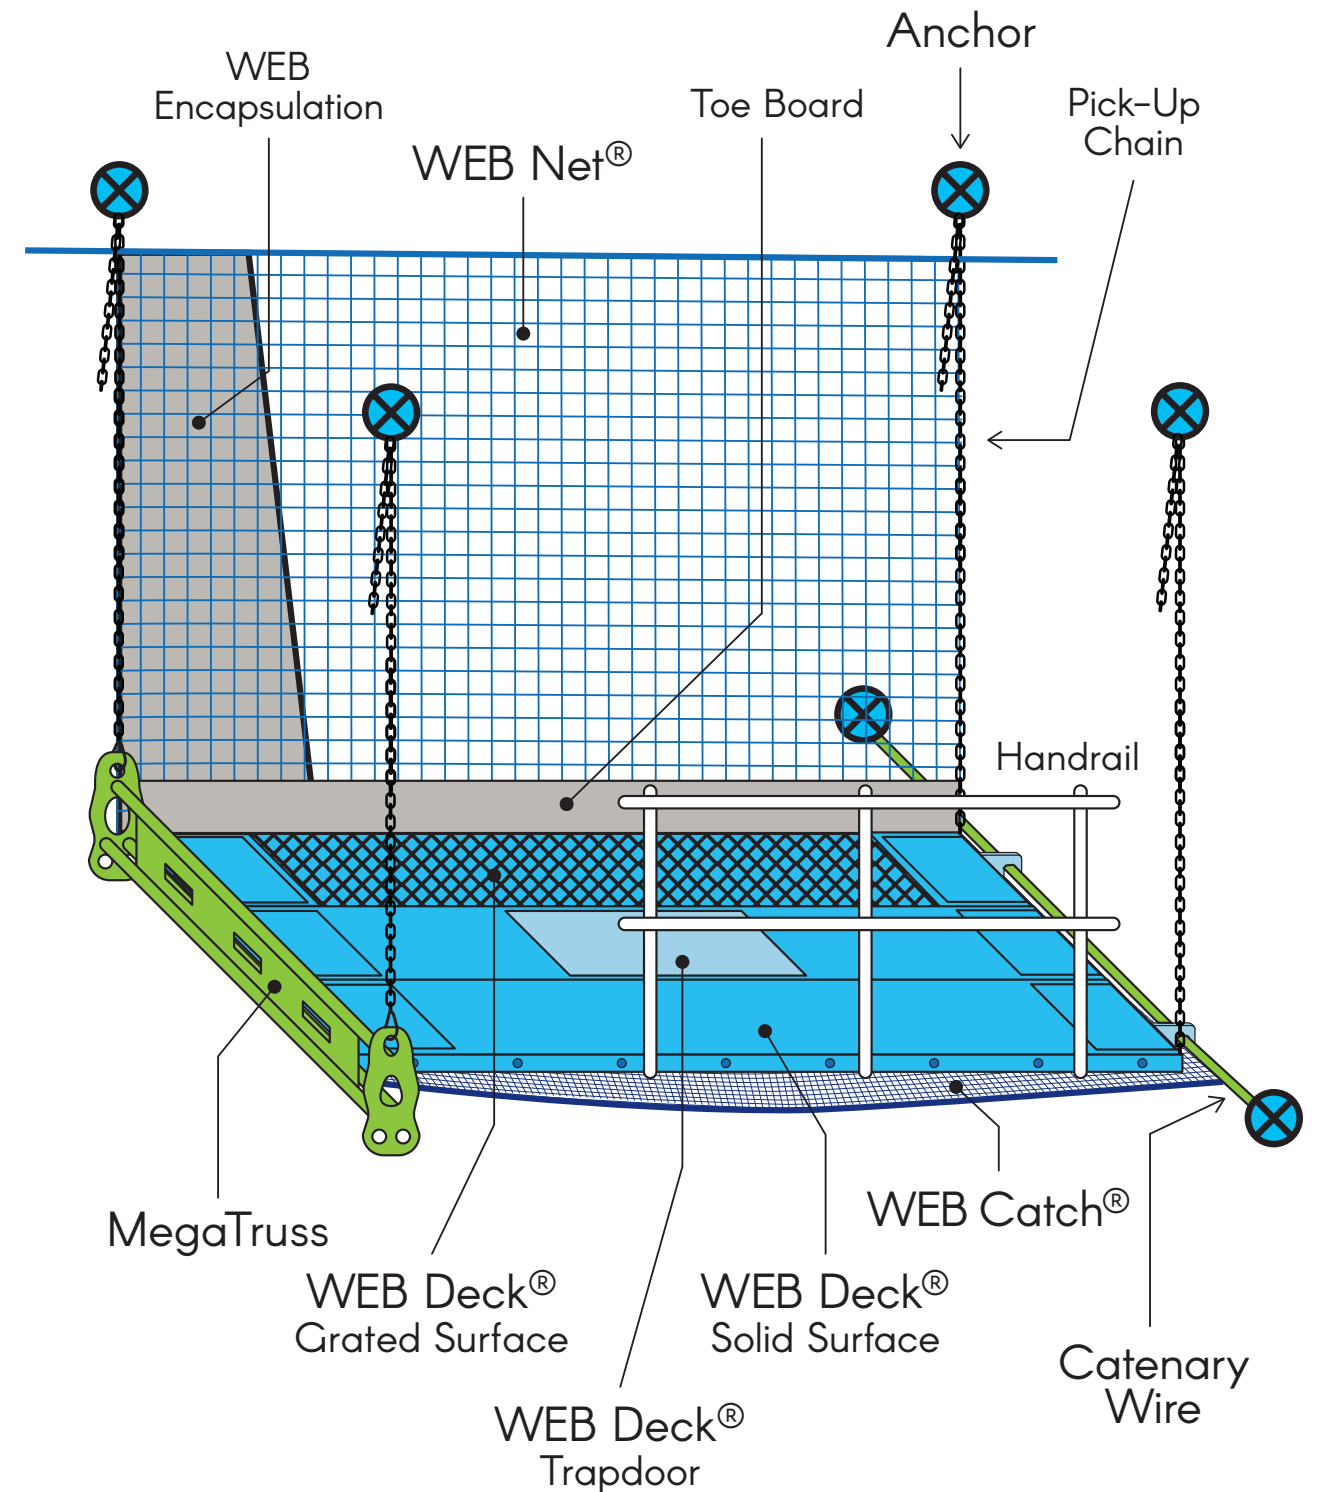 Anchor
WEB
Encapsulation
Toe Board
Pick-Up
Chain
WEB Net®
Handrail
WEB Catch®
MegaTruss
WEB Deck®
Grated Surface
WEB Deck®
Solid Surface
Catenary
Wire
WEB Deck®
Trapdoor